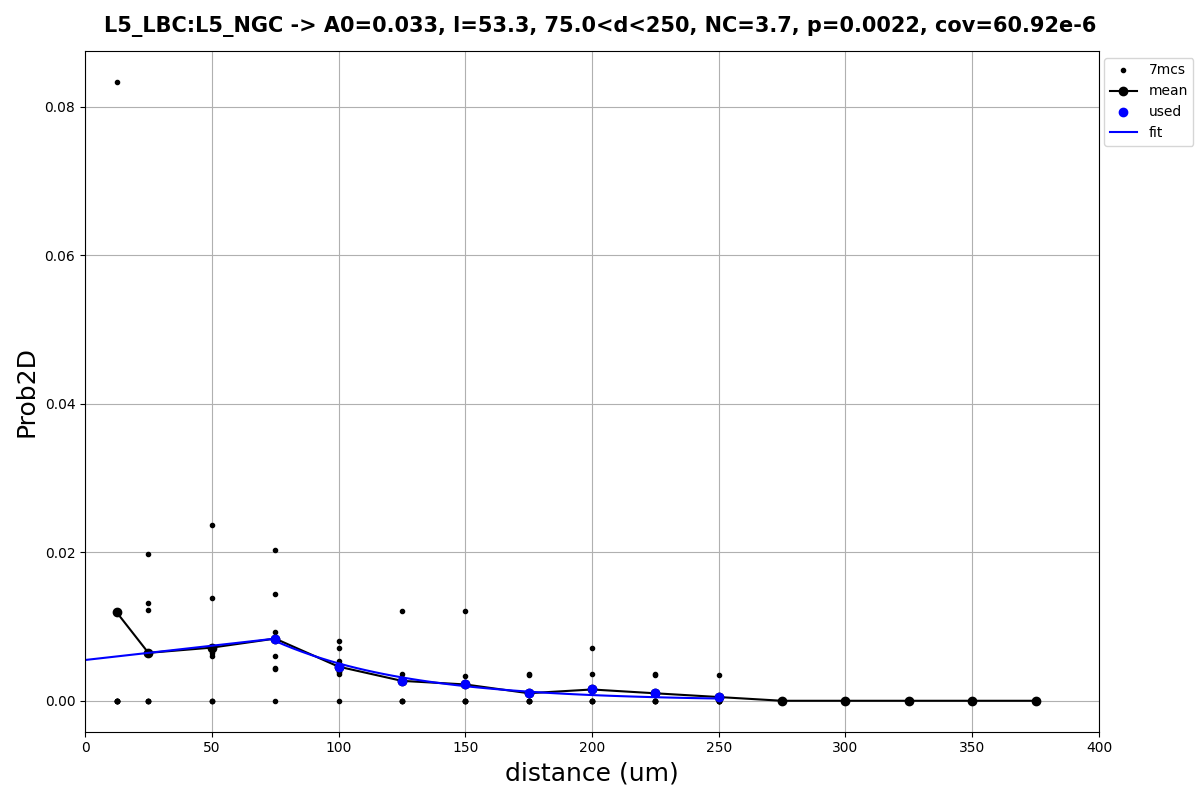 L5_LBC:L5_NGC -> A0=0.033, l=53.3, 75.0<d<250, NC=3.7, p=0.0022, cov=60.92e-6
7mcs
mean
used
fit
0.08
0.06
0.04
0.02
0.00
Prob2D
0
50
100
150
200
250
300
350
400
distance (um)